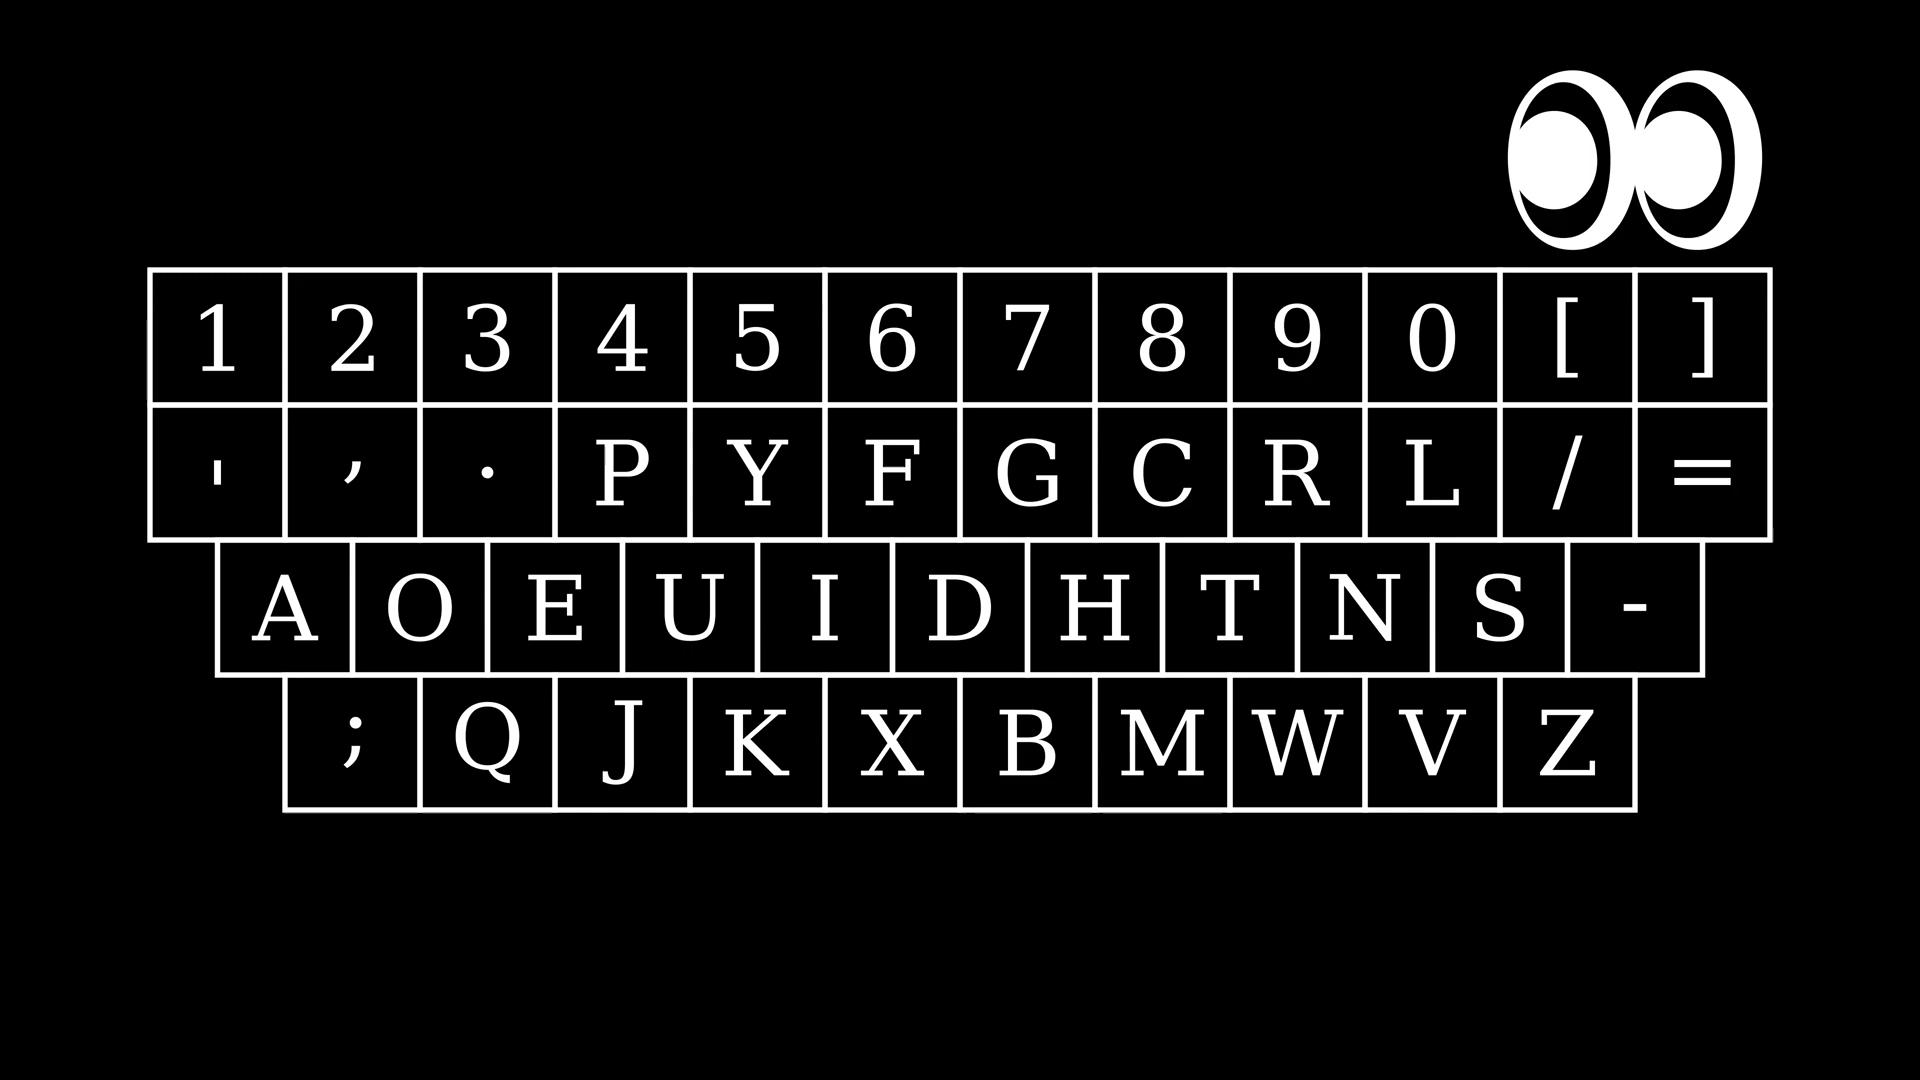 1 2 3 4 5 6 7 8 9 0 [ ]
' , . P Y F G C R L / =
A O E U I D H T N S -
; Q J K X B M W V Z